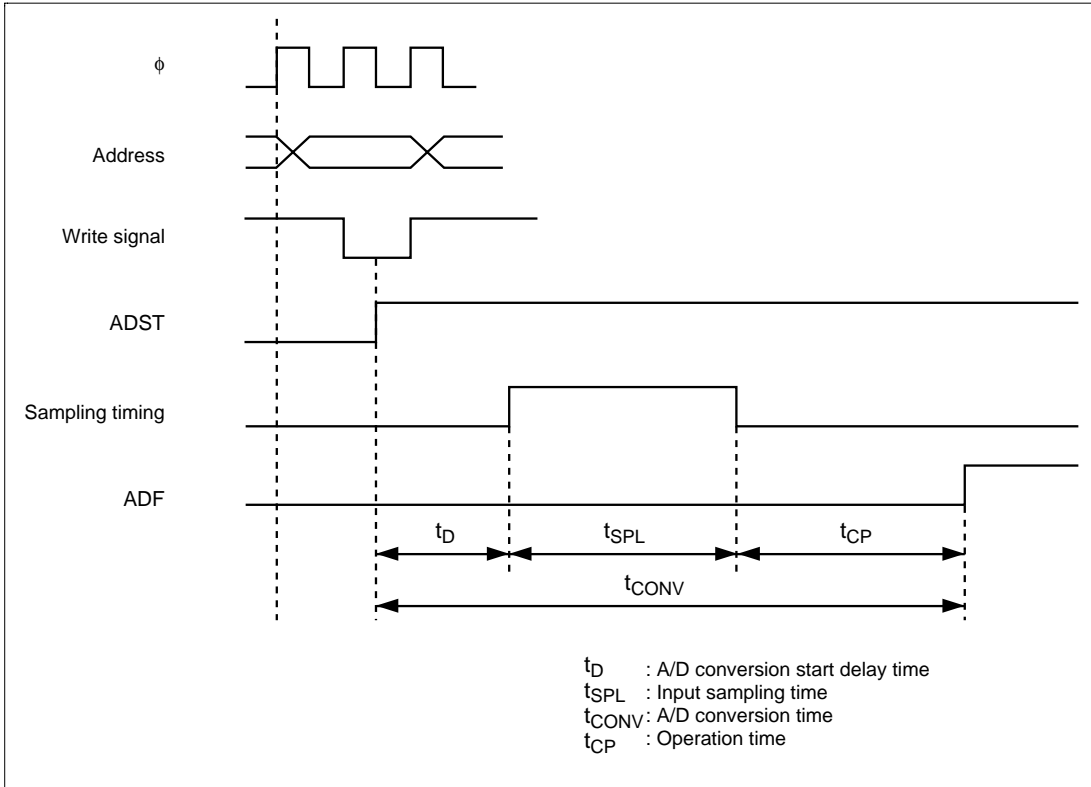 ϕ
Address
Write signal
ADST
Sampling timing
ADF
tD tSPL tCP
tCONV
tD : A/D conversion start delay time
tSPL : Input sampling time
tCONV: A/D conversion time
tCP : Operation time